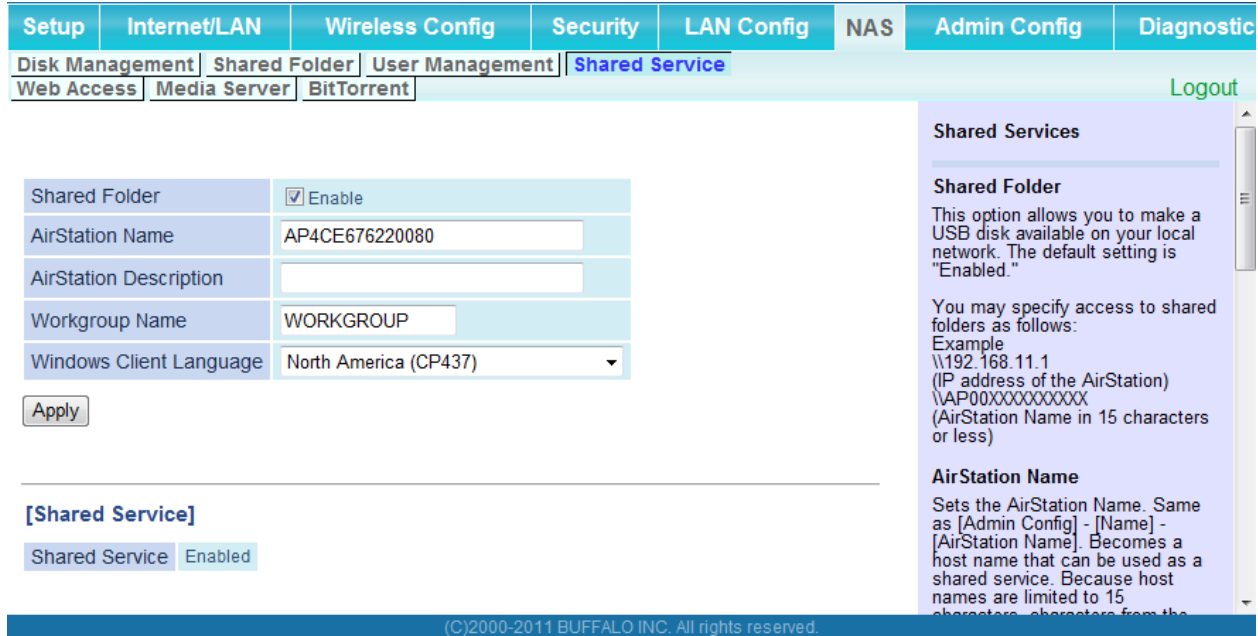 Setup Internet/LAN Wireless Config Security LAN Config NAS Admin Config Diagnostic
Disk Management Shared Folder User Management Shared Service
Web Access Media Server BitTorrent
Logout
Shared Folder Enable
AirStation Name AP4CE676220080
AirStation Description
Workgroup Name WORKGROUP
Windows Client Language North America (CP437)
Apply
[Shared Service]
Shared Service Enabled
Shared Services
Shared Folder
This option allows you to make a
USB disk available on your local
network. The default setting is
"Enabled."
You may specify access to shared
folders as follows:
Example
\\192.168.11.1
(IP address of the AirStation)
\\AP00XXXXXXXXXX
(AirStation Name in 15 characters
or less)
AirStation Name
Sets the AirStation Name. Same
as [Admin Config] - [Name] -
[AirStation Name]. Becomes a
host name that can be used as a
shared service. Because host
names are limited to 15
characters, characters from the
(C)2000-2011 BUFFALO INC. All rights reserved.